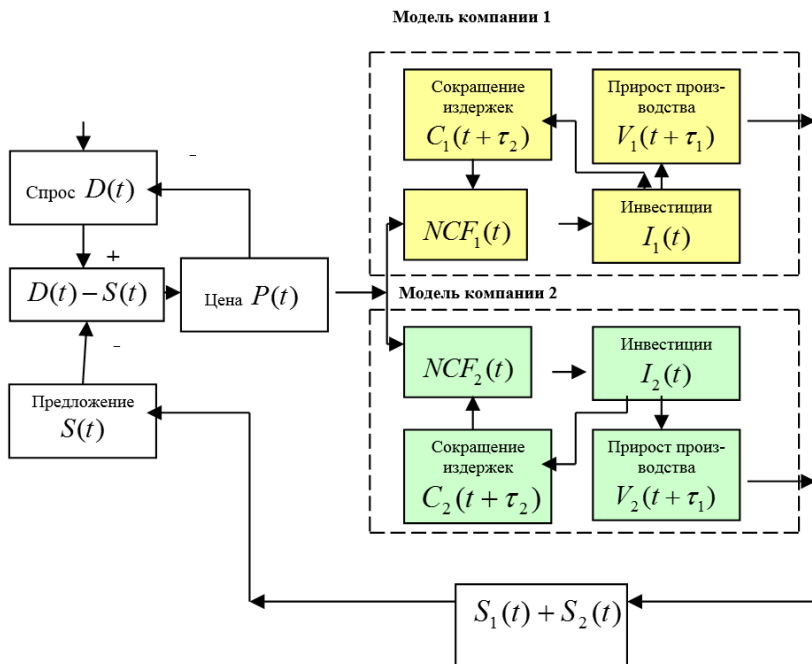 Модель компании 1
Сокращение
издержек
C₁(t + τ₂)
Прирост произ-
водства
V₁(t + τ₁)
NCF₁(t)
Инвестиции
I₁(t)
–
Спрос D(t)
+
D(t) – S(t)
Цена P(t)
–
Предложение
S(t)
Модель компании 2
NCF₂(t)
Инвестиции
I₂(t)
Сокращение
издержек
C₂(t + τ₂)
Прирост произ-
водства
V₂(t + τ₁)
S₁(t) + S₂(t)